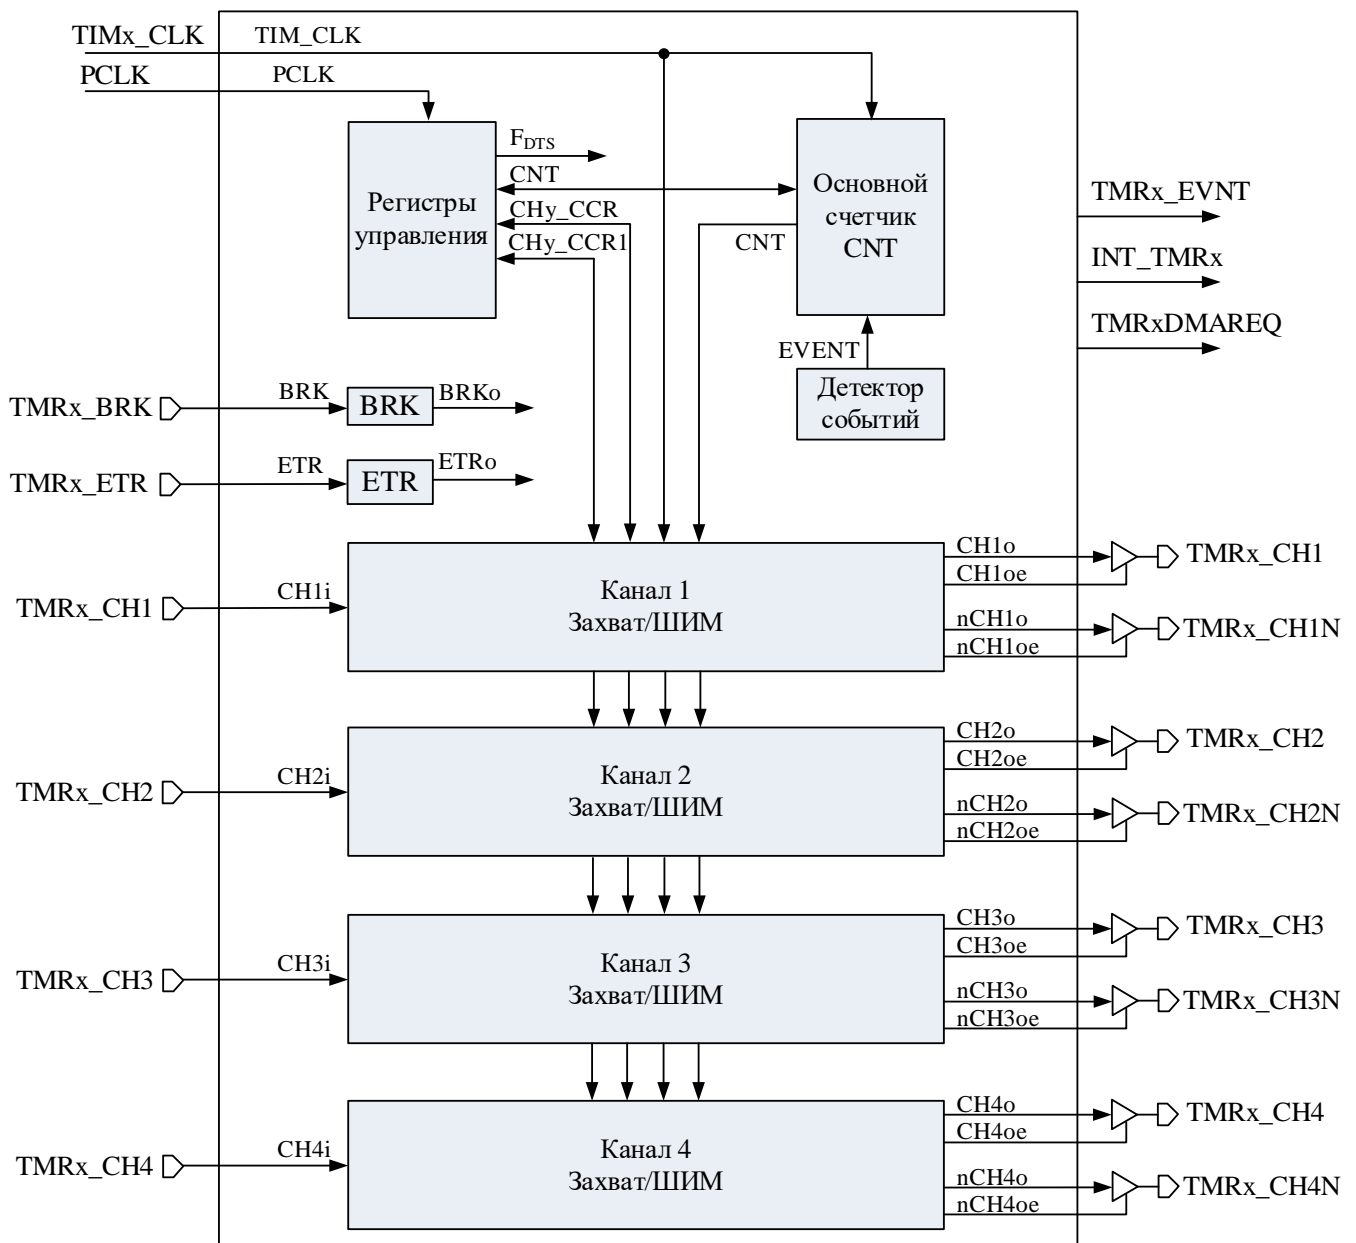 TIMx_CLK
TIM_CLK
PCLK
PCLK
FDTS
CNT
CHy_CCR
CHy_CCR1
Регистры
управления
Основной
счетчик
CNT
CNT
TMRx_EVNT
INT_TMRx
TMRxDMAREQ
EVENT
Детектор
событий
TMRx_BRK
BRK
BRK
BRKo
TMRx_ETR
ETR
ETR
ETRo
TMRx_CH1
CH1i
Канал 1
Захват/ШИМ
CH1o
CH1oe
nCH1o
nCH1oe
TMRx_CH1
TMRx_CH1N
TMRx_CH2
CH2i
Канал 2
Захват/ШИМ
CH2o
CH2oe
nCH2o
nCH2oe
TMRx_CH2
TMRx_CH2N
TMRx_CH3
CH3i
Канал 3
Захват/ШИМ
CH3o
CH3oe
nCH3o
nCH3oe
TMRx_CH3
TMRx_CH3N
TMRx_CH4
CH4i
Канал 4
Захват/ШИМ
CH4o
CH4oe
nCH4o
nCH4oe
TMRx_CH4
TMRx_CH4N